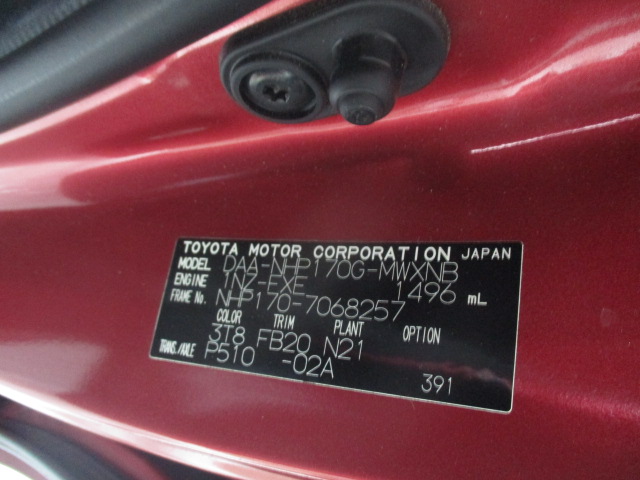 TOYOTA MOTOR CORPORATION JAPAN
MODEL DAA-NHP170G-MWXNB
ENGINE 1NZ-EXE 1496 mL
FRAME No. NHP170-7068257
COLOR TRIM PLANT OPTION
3T8 FB20 N21
TRANS./AXLE P510 -02A 391